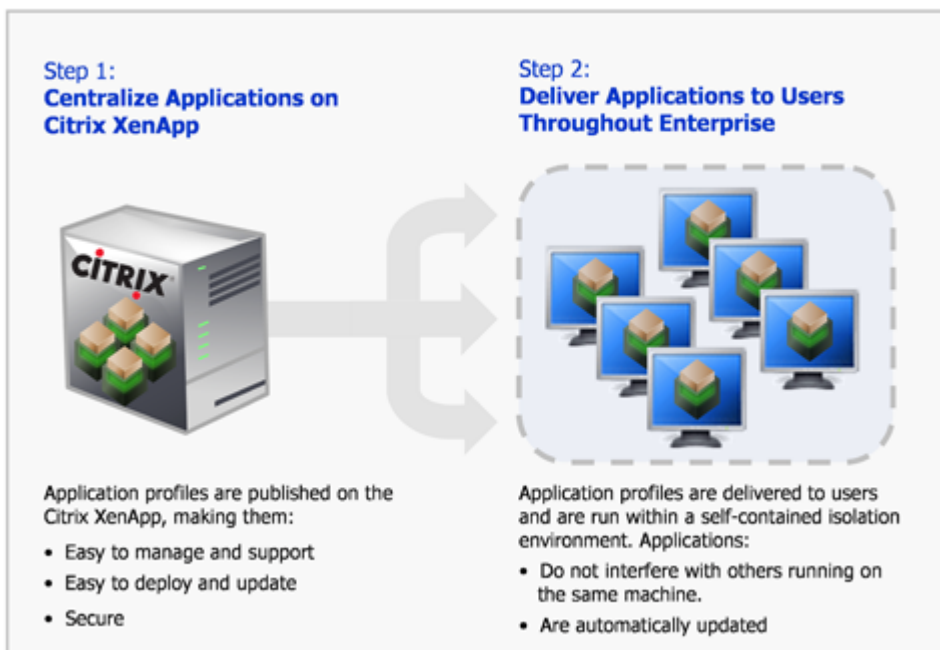 Step 1:
Centralize Applications on
Citrix XenApp
CITRIX
Application profiles are published on the
Citrix XenApp, making them:
• Easy to manage and support
• Easy to deploy and update
• Secure
Step 2:
Deliver Applications to Users
Throughout Enterprise
Application profiles are delivered to users
and are run within a self-contained isolation
environment. Applications:
• Do not interfere with others running on
the same machine.
• Are automatically updated